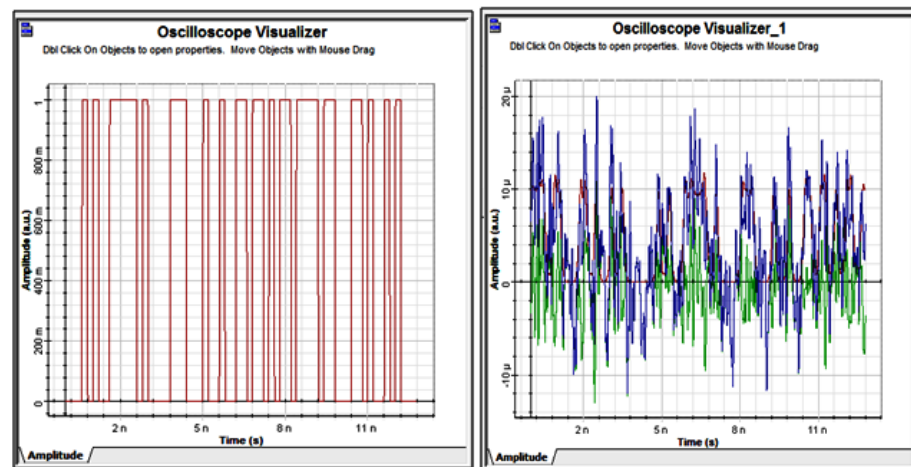 Oscilloscope Visualizer
Dbl Click On Objects to open properties. Move Objects with Mouse Drag
1
800 m
600 m
400 m
200 m
0
Amplitude (a.u.)
2 n
5 n
8 n
11 n
Time (s)
Amplitude
Oscilloscope Visualizer_1
Dbl Click On Objects to open properties. Move Objects with Mouse Drag
20 µ
10 µ
0
-10 µ
Amplitude (a.u.)
2 n
5 n
8 n
11 n
Time (s)
Amplitude